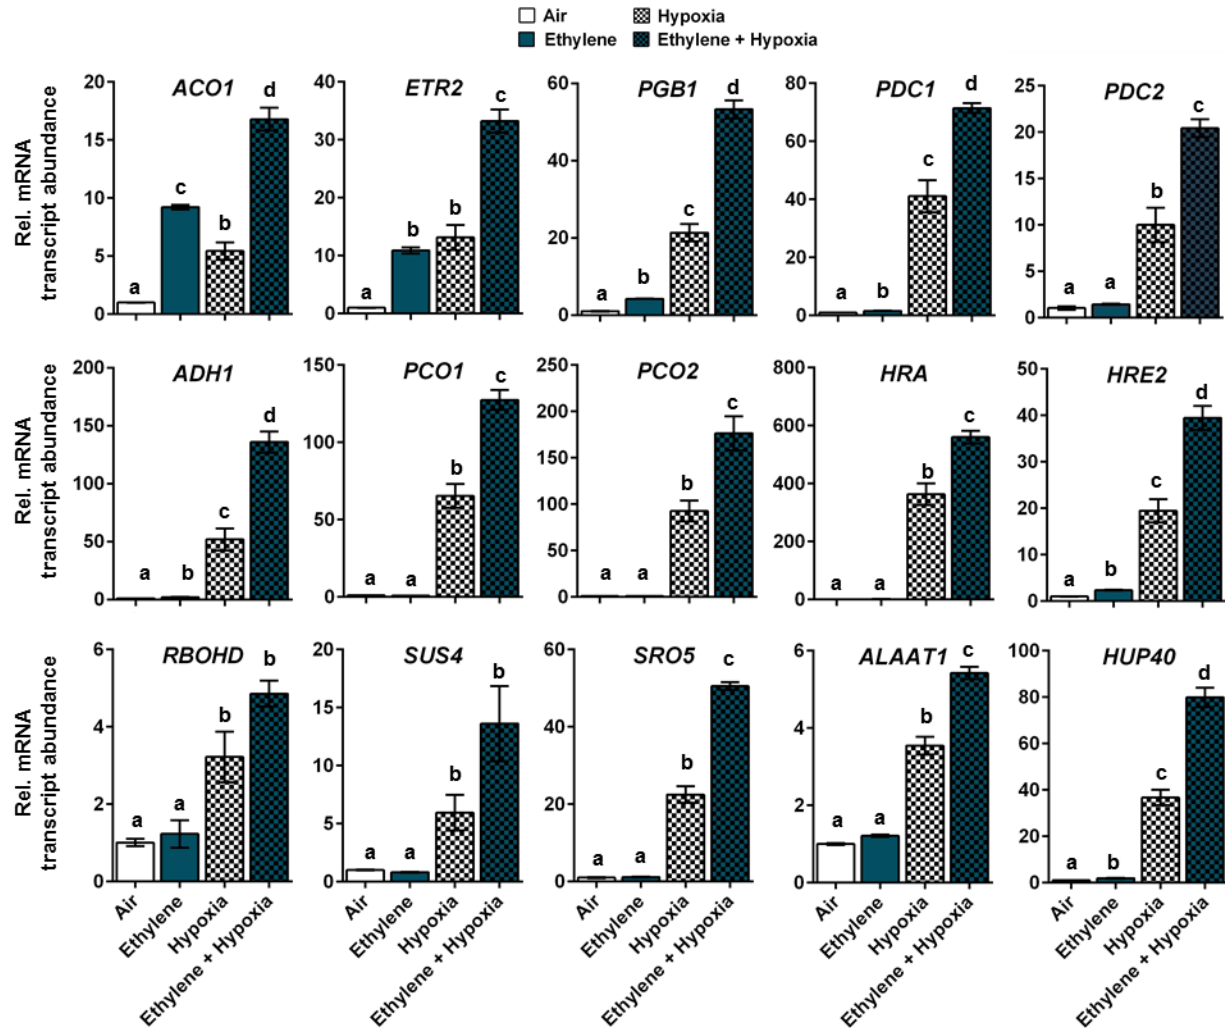 Air
Hypoxia
Ethylene
Ethylene + Hypoxia
Rel. mRNA
transcript abundance
ACO1
20
15
10
5
0
a
c
b
d
ETR2
40
30
20
10
0
a
b
b
c
PGB1
60
40
20
0
a
b
c
d
PDC1
80
60
40
20
0
a
b
c
d
PDC2
25
20
15
10
5
0
a
a
b
c
Rel. mRNA
transcript abundance
ADH1
200
150
100
50
0
a
b
c
d
PCO1
150
100
50
0
a
a
b
c
PCO2
250
200
150
100
50
0
a
a
b
c
HRA
800
600
400
200
0
a
a
b
c
HRE2
50
40
30
20
10
0
a
b
c
d
Rel. mRNA
transcript abundance
RBOHD
6
4
2
0
a
a
b
b
SUS4
20
15
10
5
0
a
a
b
b
SRO5
60
40
20
0
a
a
b
c
ALAAT1
6
4
2
0
a
a
b
c
HUP40
100
80
60
40
20
0
a
b
c
d
Air
Ethylene
Hypoxia
Ethylene + Hypoxia
Air
Ethylene
Hypoxia
Ethylene + Hypoxia
Air
Ethylene
Hypoxia
Ethylene + Hypoxia
Air
Ethylene
Hypoxia
Ethylene + Hypoxia
Air
Ethylene
Hypoxia
Ethylene + Hypoxia